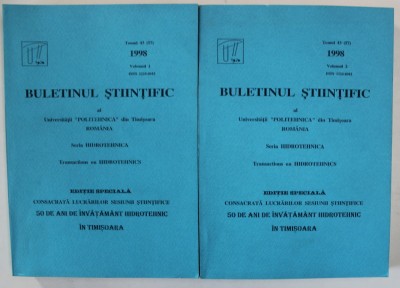 Tomul 43 (57)
1998
Volumul 1
BULETINUL ŞTIINŢIFIC
al
Universităţii "POLITEHNICA" din Timişoara
ROMÂNIA
Seria HIDROTEHNICA
Transactions on HIDROTEHNICS
EDIŢIE SPECIALĂ
CONSACRATĂ LUCRĂRILOR SESIUNII ŞTIINŢIFICE
50 DE ANI DE ÎNVĂŢĂMÂNT HIDROTEHNIC
ÎN TIMIŞOARA
Tomul 43 (57)
1998
Volumul 2
BULETINUL ŞTIINŢIFIC
al
Universităţii "POLITEHNICA" din Timişoara
ROMÂNIA
Seria HIDROTEHNICA
Transactions on HIDROTEHNICS
EDIŢIE SPECIALĂ
CONSACRATĂ LUCRĂRILOR SESIUNII ŞTIINŢIFICE
50 DE ANI DE ÎNVĂŢĂMÂNT HIDROTEHNIC
ÎN TIMIŞOARA